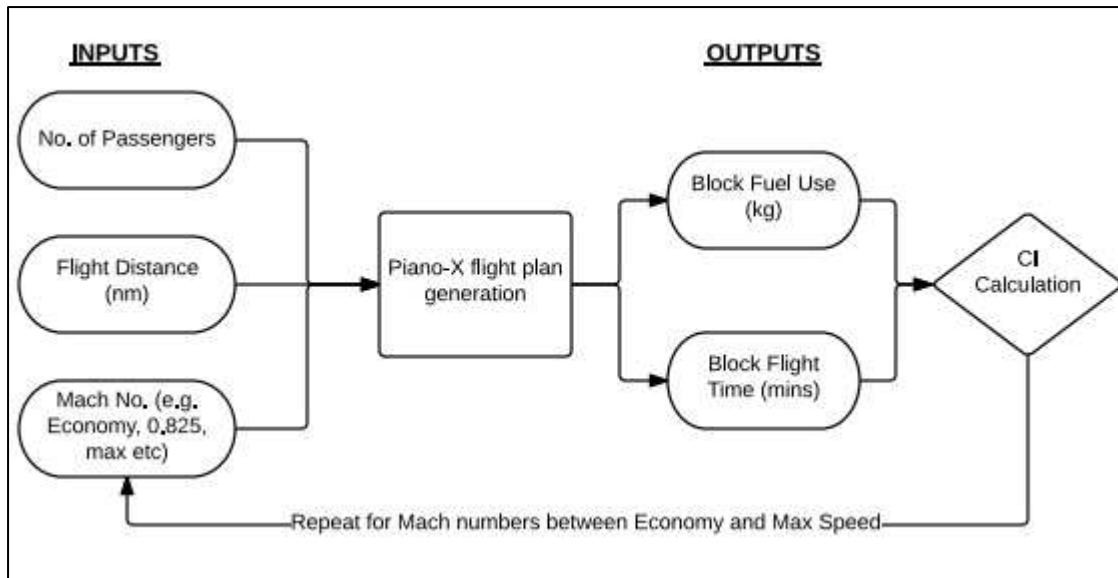 INPUTS
No. of Passengers
Flight Distance
(nm)
Mach No. (e.g.
Economy, 0.825,
max etc)
Piano-X flight plan
generation
OUTPUTS
Block Fuel Use
(kg)
Block Flight
Time (mins)
CI
Calculation
Repeat for Mach numbers between Economy and Max Speed